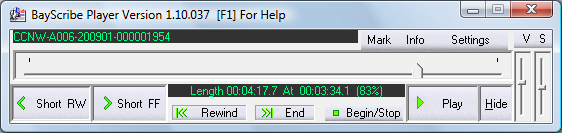 BayScribe Player Version 1.10.037 [F1] For Help
CCNW-A006-200901-000001954 Mark Info Settings V S
Length 00:04:17.7 At 00:03:34.1 (83%)
Short RW Short FF Rewind End Begin/Stop Play Hide